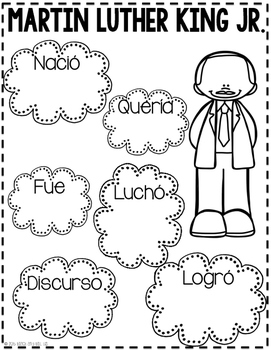 MARTIN LUTHER KING JR.
Nació
Quería
Fue
Luchó
Discurso
Logró